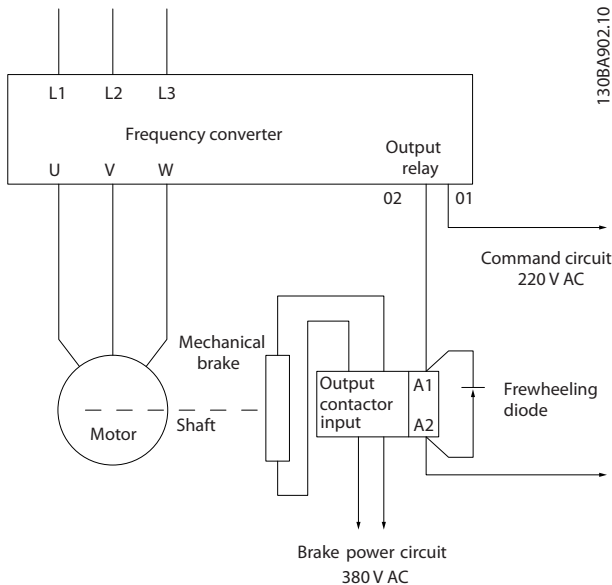 130BA902.10
L1 L2 L3
Frequency converter
U V W
Output
relay
02 01
Command circuit
220 V AC
Mechanical
brake
Output
contactor
input
A1
A2
Frewheeling
diode
Motor
Shaft
Brake power circuit
380 V AC